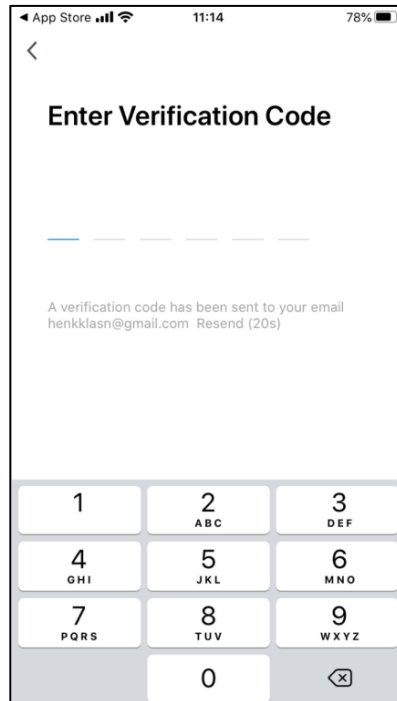 ◀ App Store 11:14 78%
Enter Verification Code
A verification code has been sent to your email
henkklasn@gmail.com Resend (20s)
1 2 3
ABC DEF
4 5 6
GHI JKL MNO
7 8 9
PQRS TUV WXYZ
0